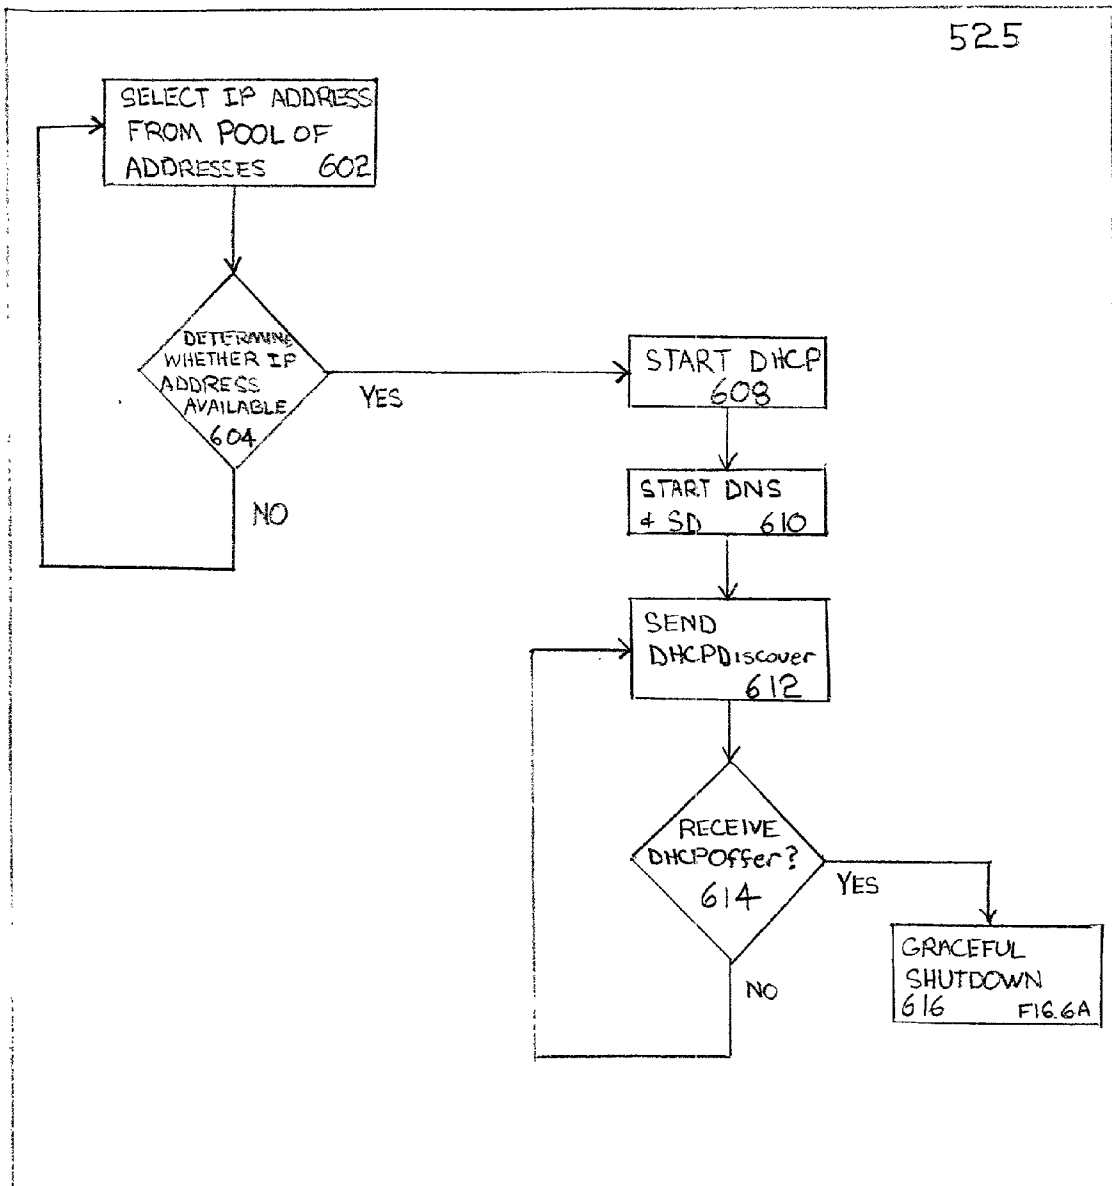 525
SELECT IP ADDRESS
FROM POOL OF
ADDRESSES 602
DETERMINE
WHETHER IP
ADDRESS
AVAILABLE
604
YES
NO
START DHCP
608
START DNS
& SD 610
SEND
DHCPDiscover
612
RECEIVE
DHCPOffer?
614
YES
NO
GRACEFUL
SHUTDOWN
616 FIG.6A